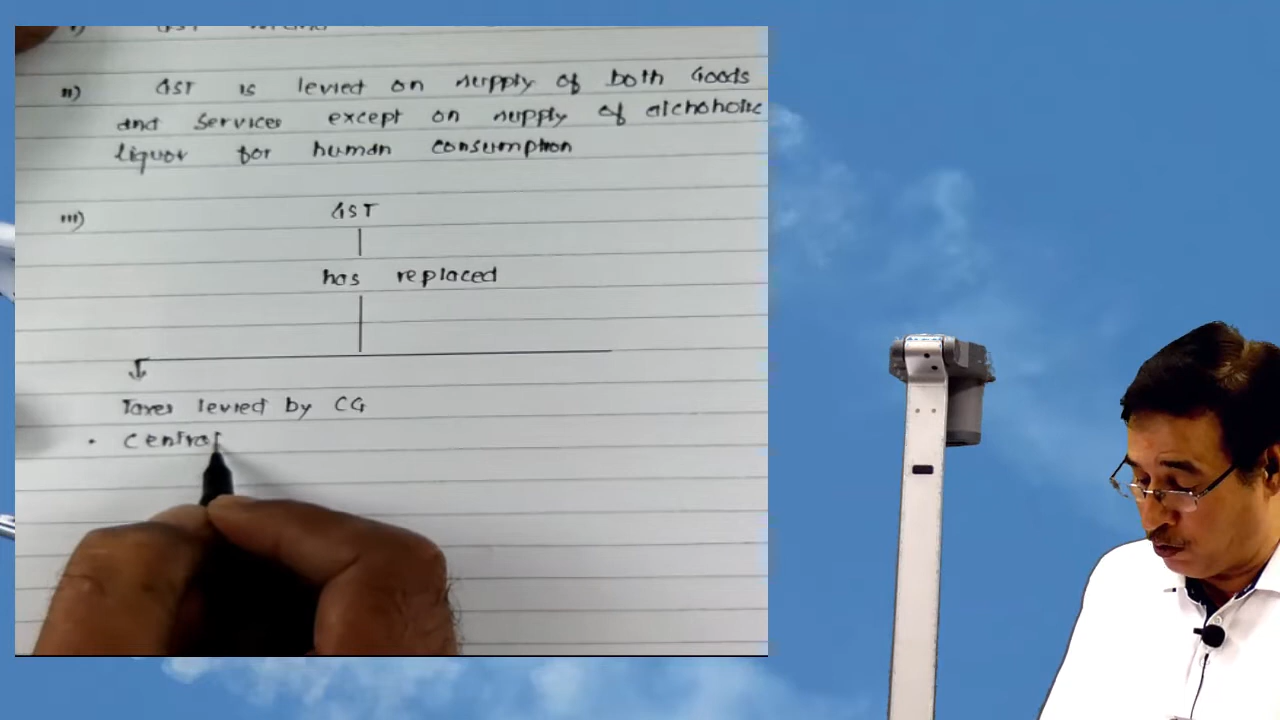 ii) GST is levied on supply of both Goods
and Services except on supply of alchoholic
liquor for human consumption
iii) GST
has replaced
Taxes levied by CG
• Central